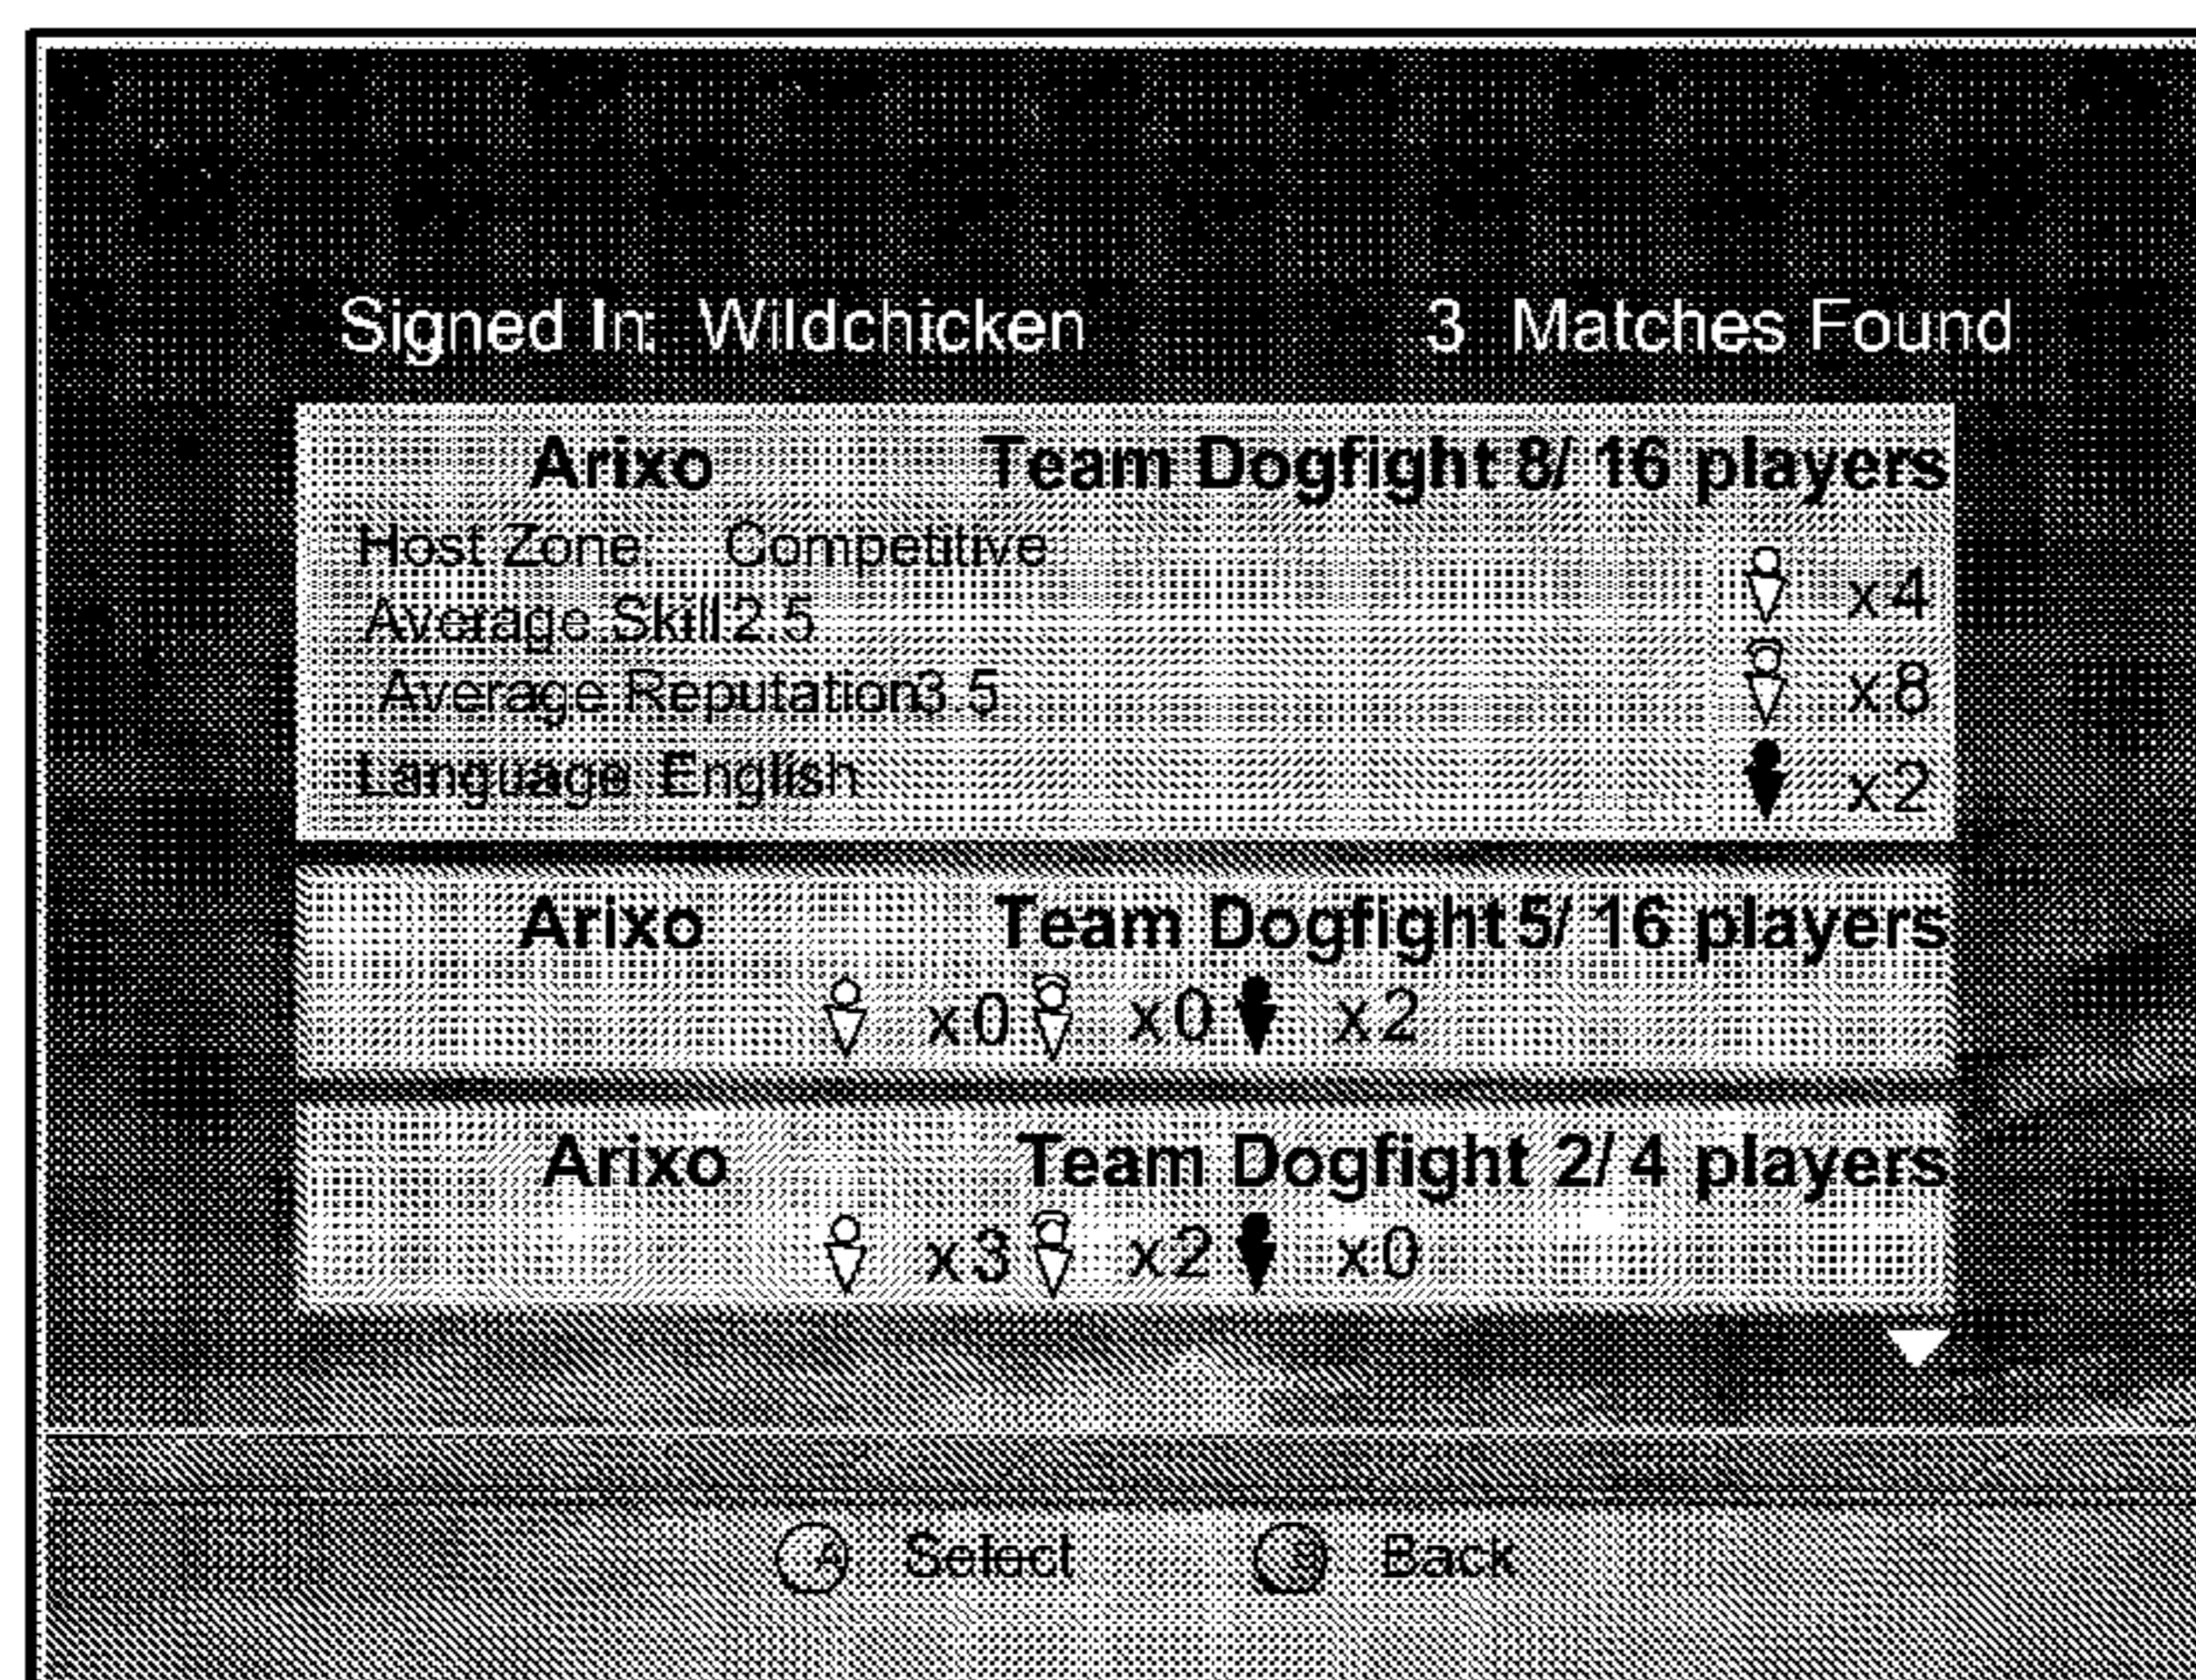 Signed In: Wildchicken 3 Matches Found
Arixo Team Dogfight 8/ 16 players
Host Zone: Competitive
x4
Average Skill:2.5
Average Reputation3.5
x8
Language: English
x2
Arixo Team Dogfight 5/ 16 players
x0 x0 x2
Arixo Team Dogfight 2/ 4 players
x3 x2 x0
A Select B Back